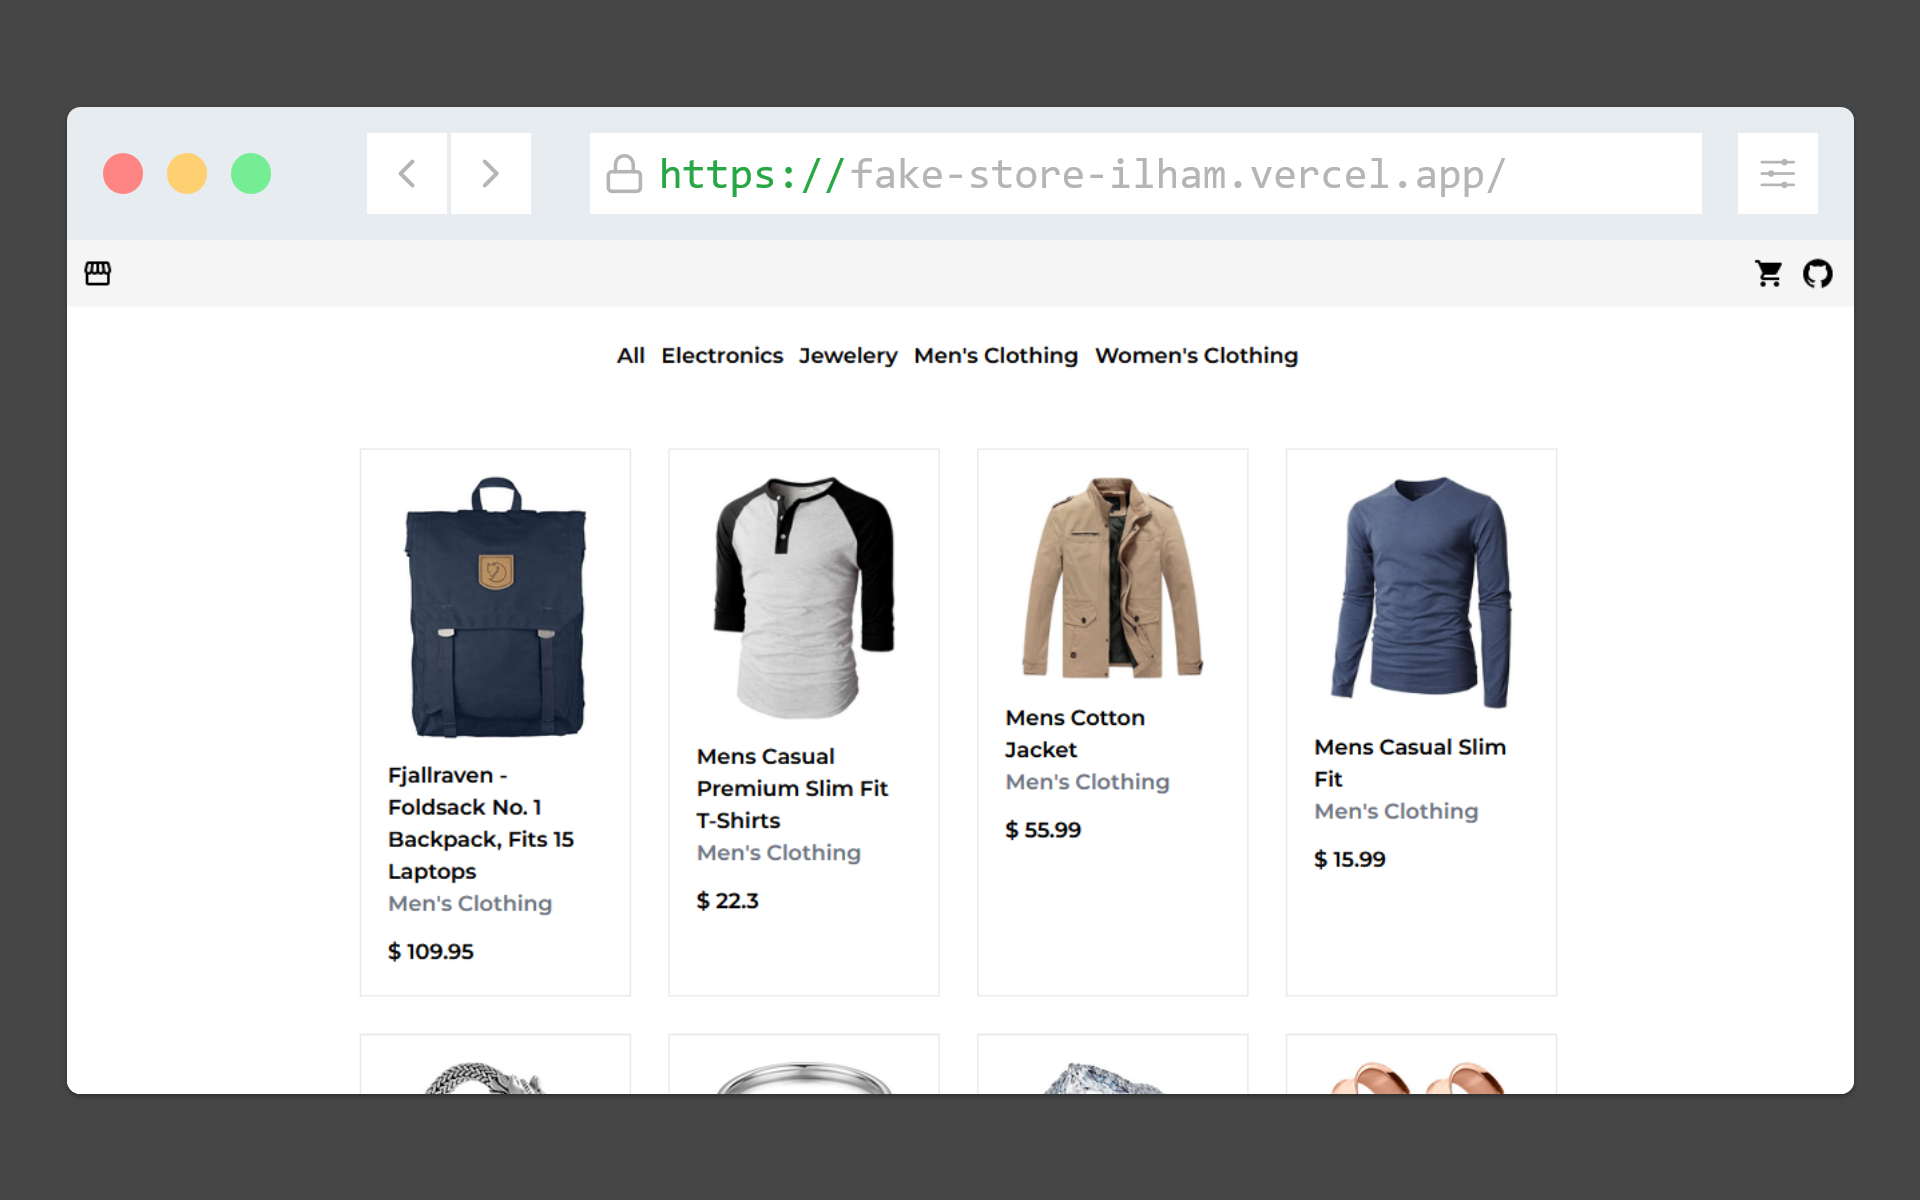 https://fake-store-ilham.vercel.app/
All Electronics Jewelery Men's Clothing Women's Clothing
Fjallraven -
Foldsack No. 1
Backpack, Fits 15
Laptops
Men's Clothing
$ 109.95
Mens Casual
Premium Slim Fit
T-Shirts
Men's Clothing
$ 22.3
Mens Cotton
Jacket
Men's Clothing
$ 55.99
Mens Casual Slim
Fit
Men's Clothing
$ 15.99